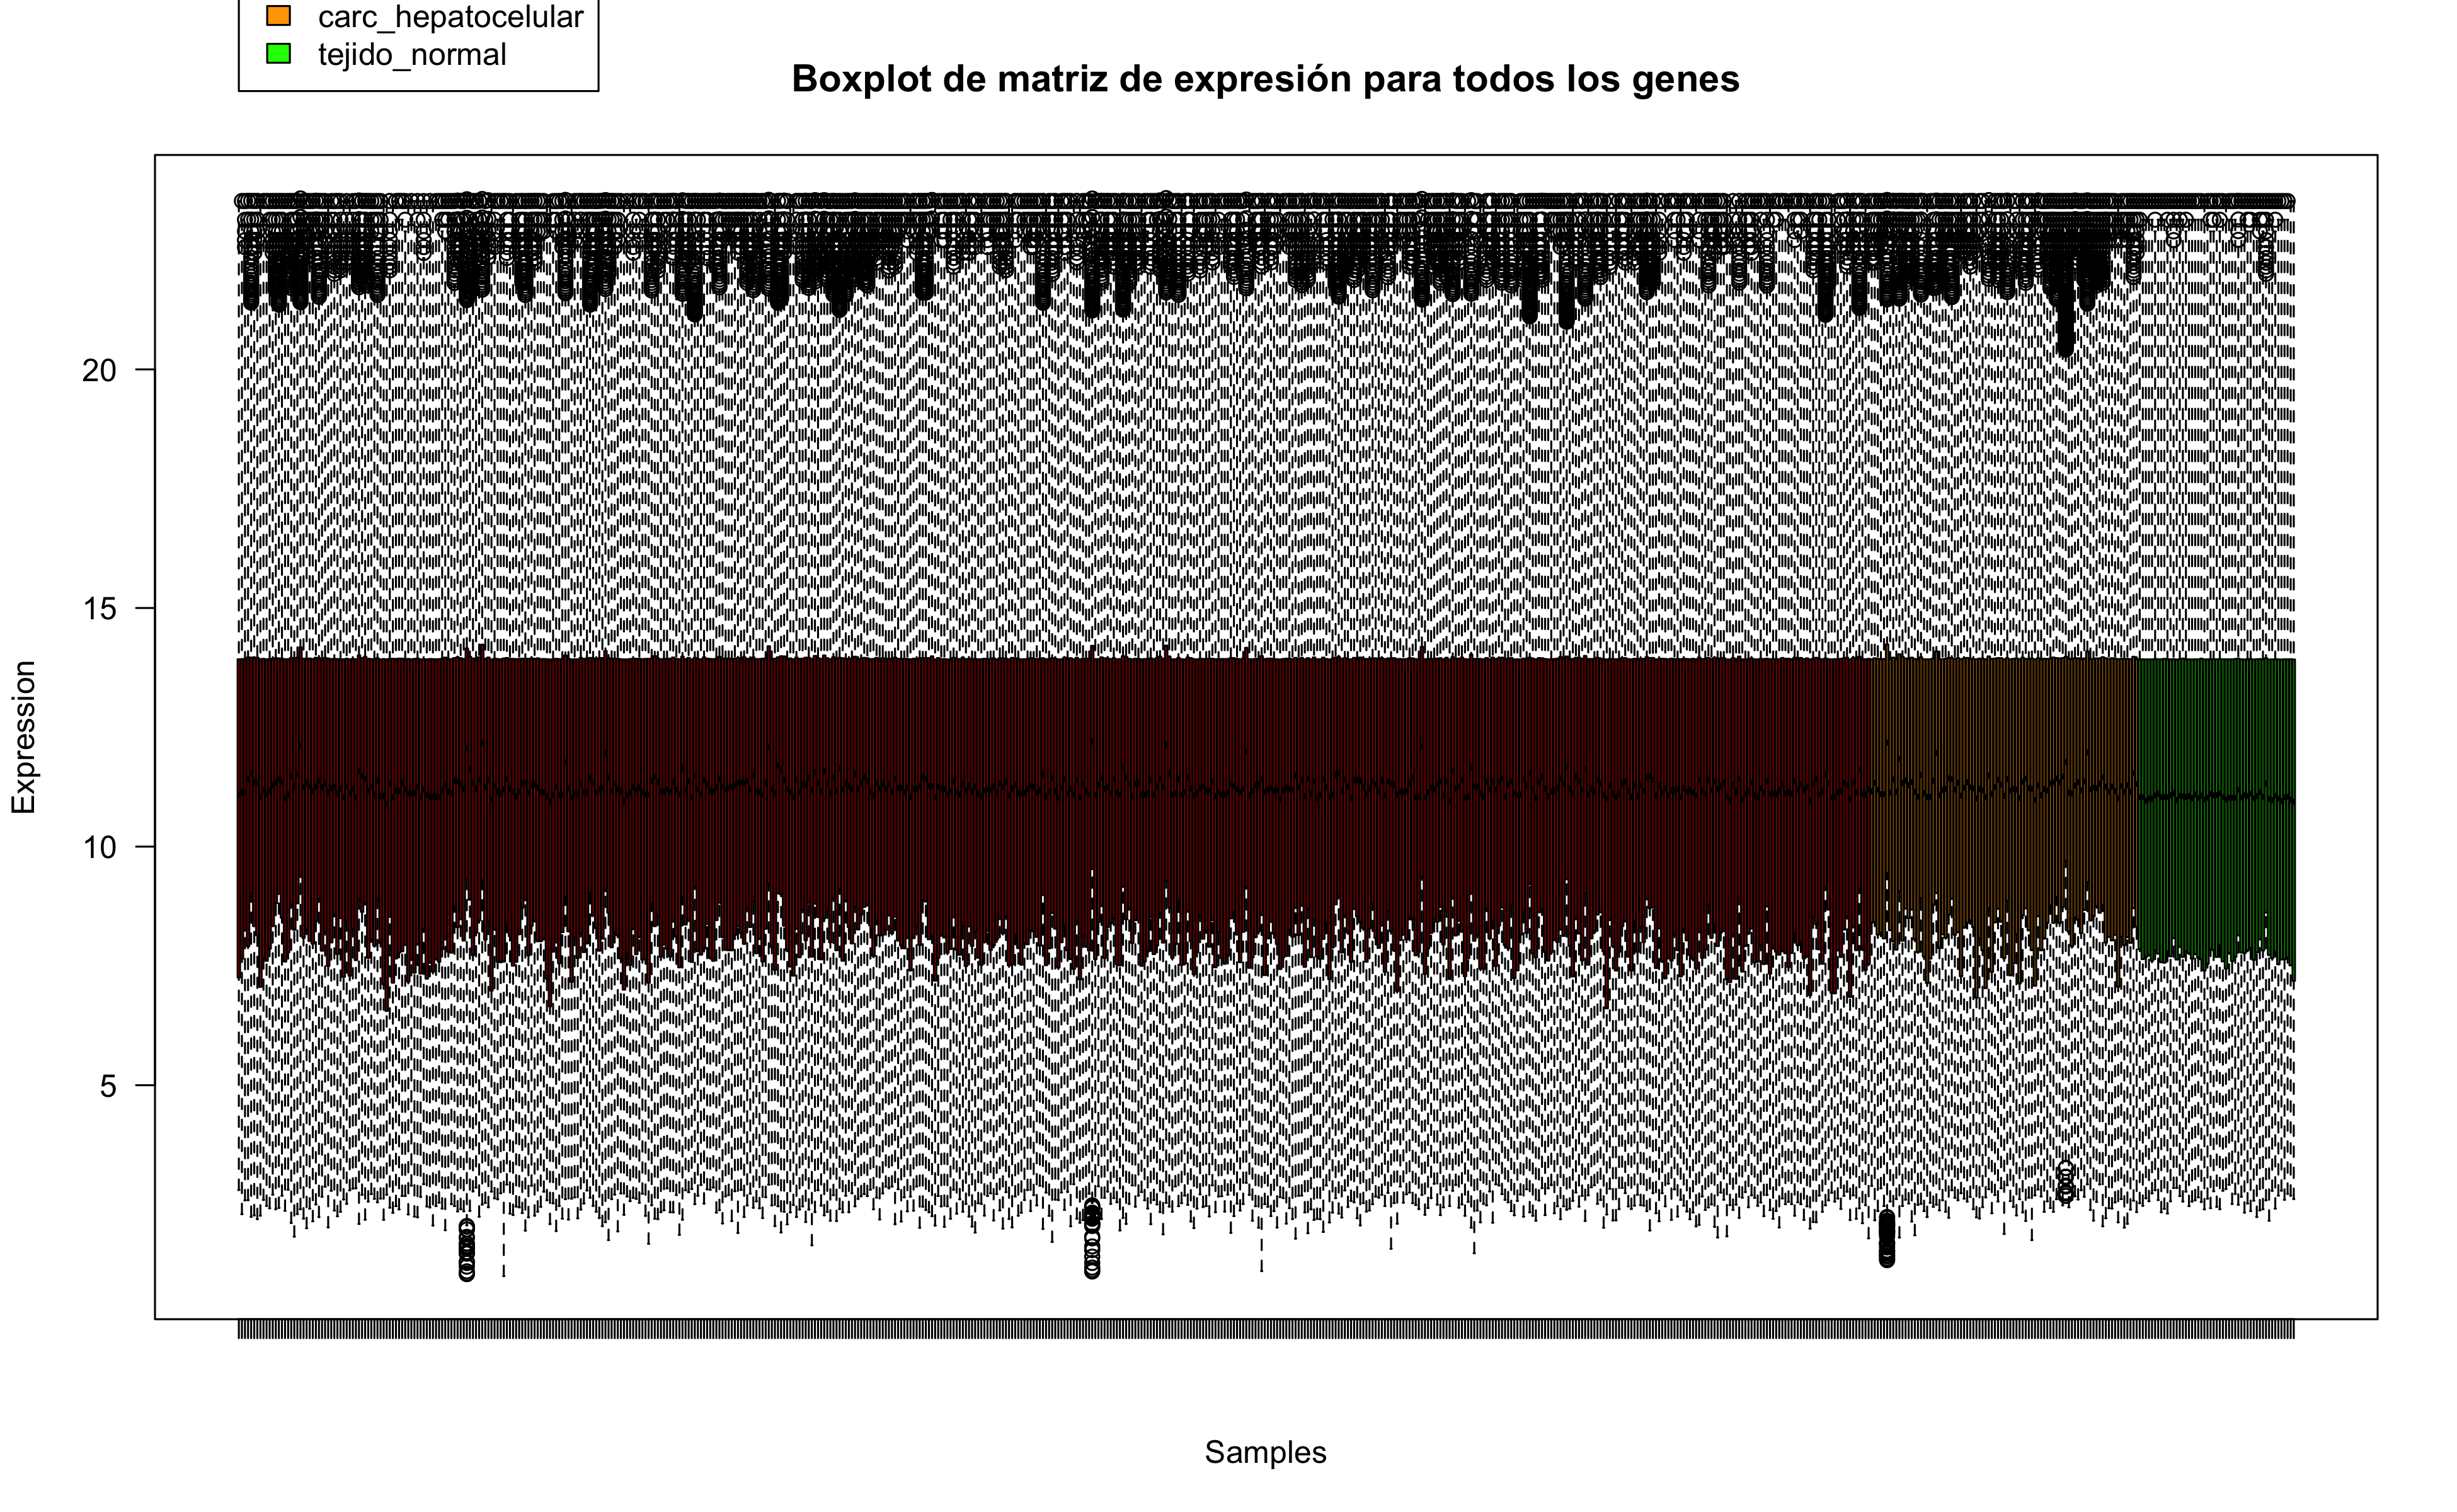 carc_hepatocelular
tejido_normal
Boxplot de matriz de expresión para todos los genes
20
15
10
5
Expression
Samples